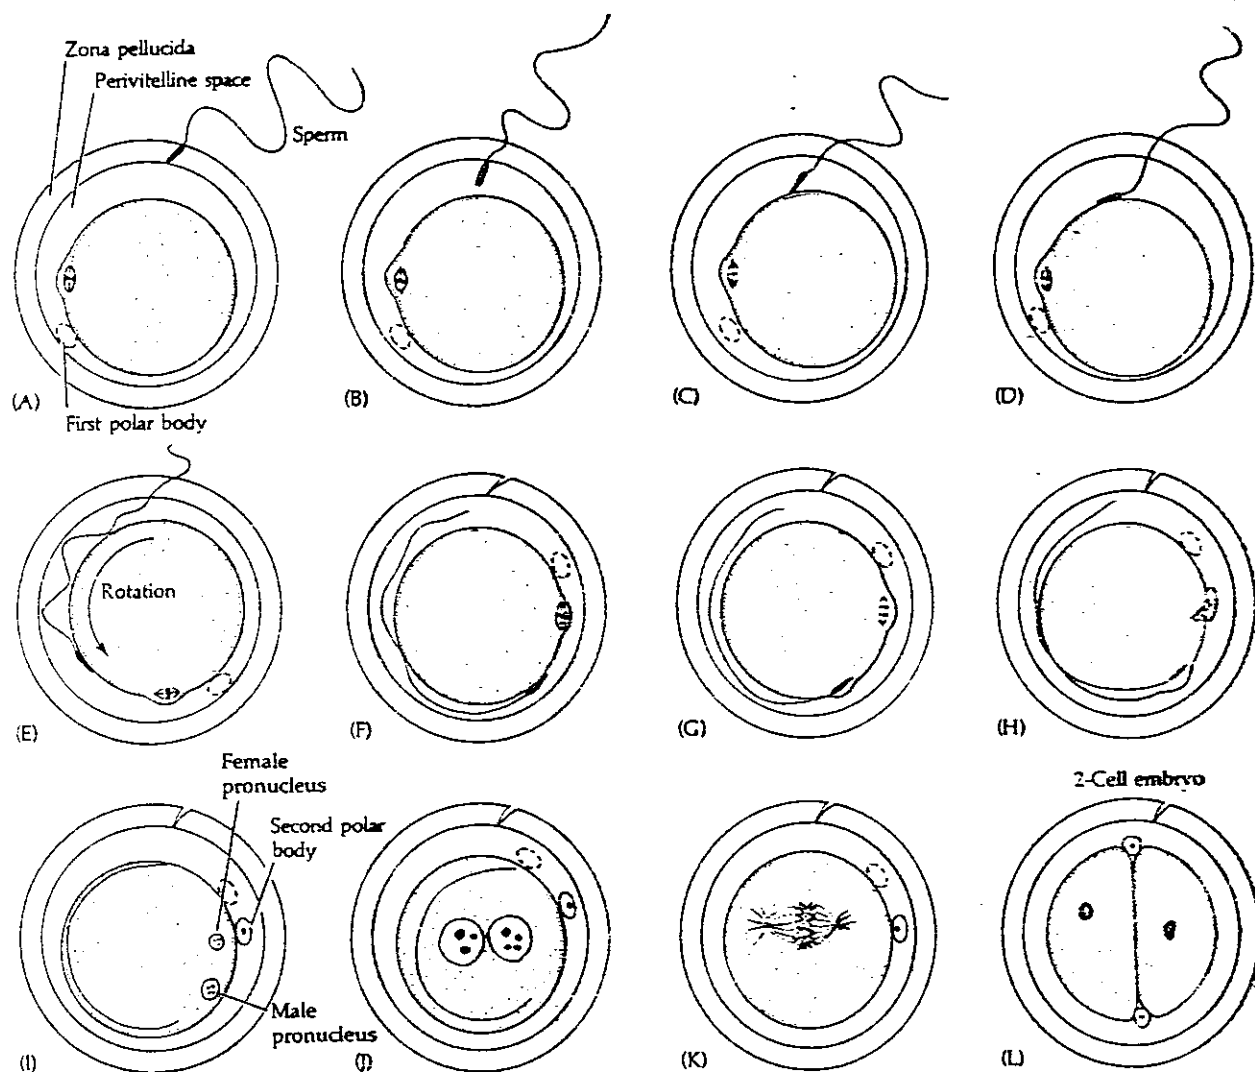 Zona pellucida
Perivitelline space
Sperm
(A)
(B)
(C)
(D)
First polar body
Rotation
(E)
(F)
(G)
(H)
Female
pronucleus
Second polar
body
2-Cell embryo
Male
pronucleus
(I)
(J)
(K)
(L)